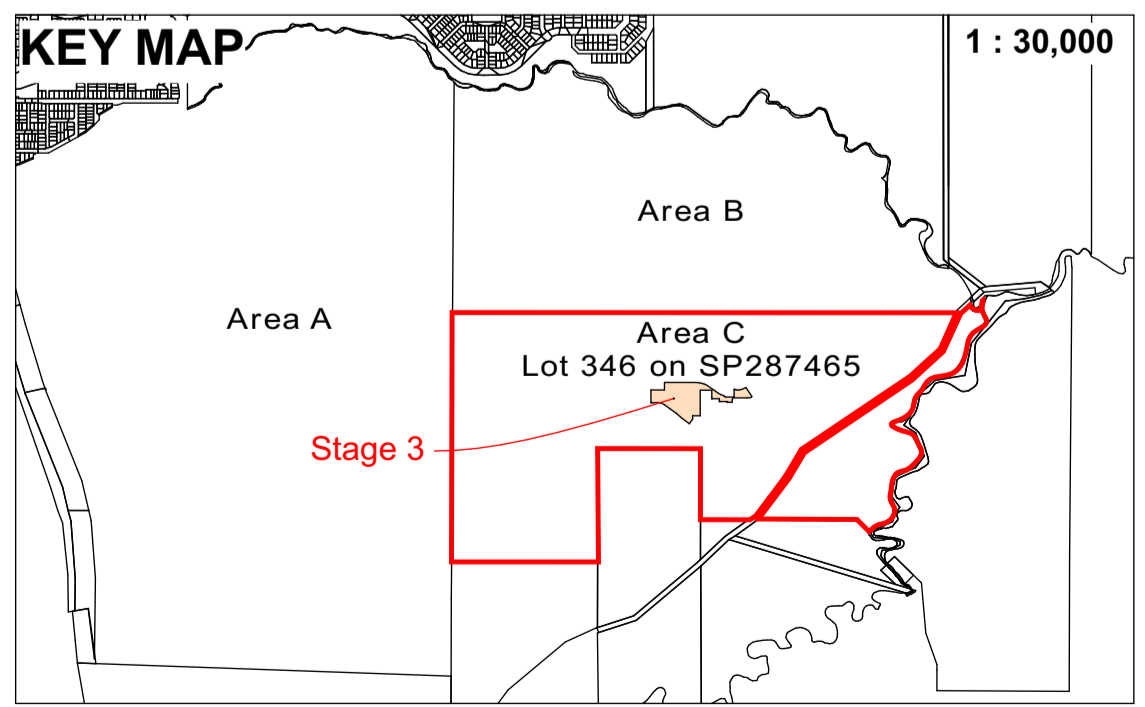 KEY MAP
1 : 30,000
Area B
Area A
Area C
Lot 346 on SP287465
Stage 3